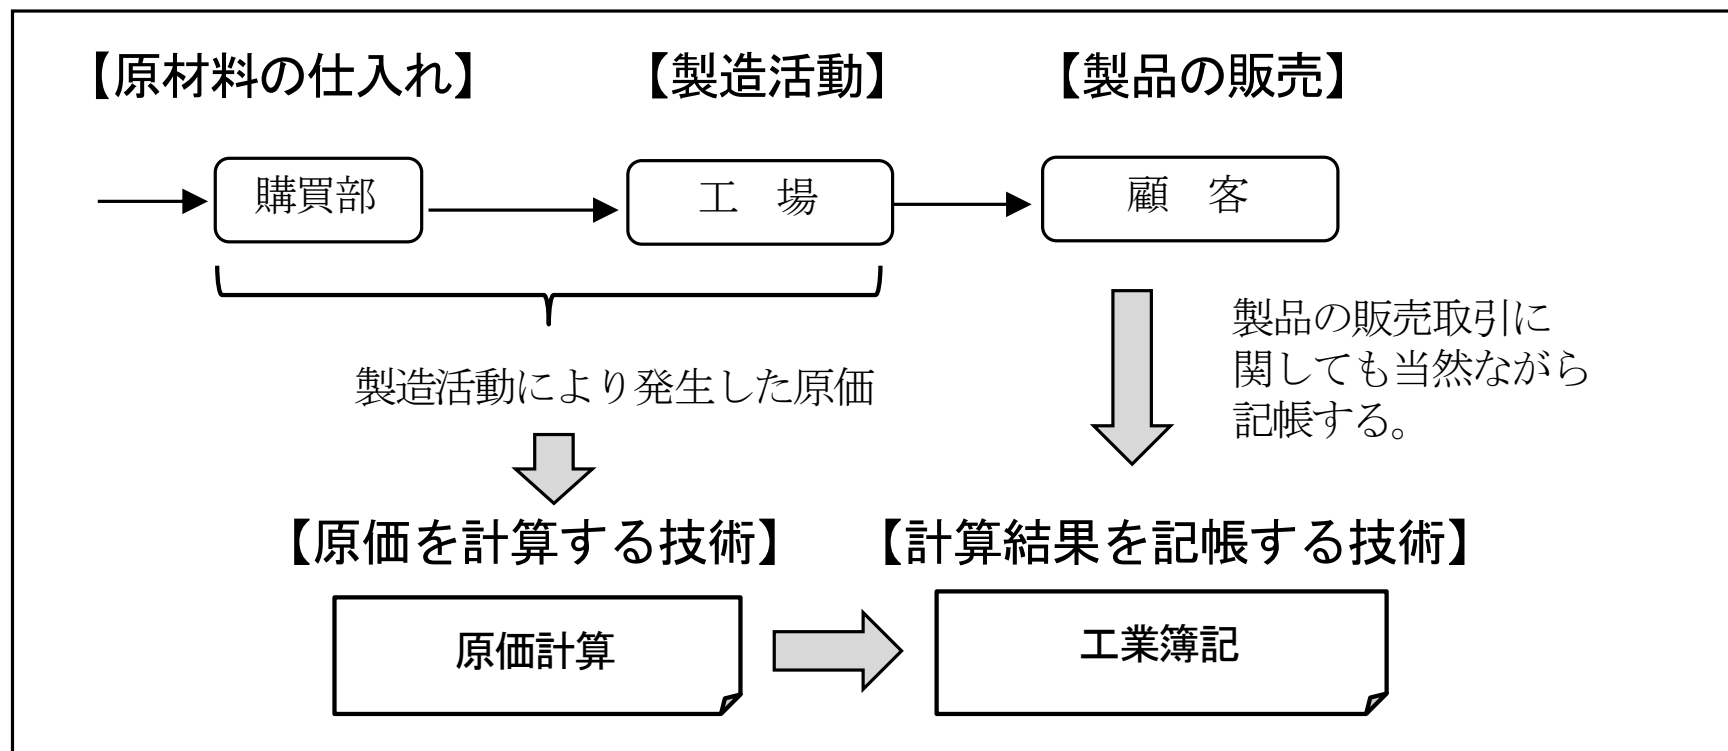 【原材料の仕入れ】
【製造活動】
【製品の販売】
購買部
工　場
顧　客
製造活動により発生した原価
製品の販売取引に
関しても当然ながら
記帳する。
【原価を計算する技術】
【計算結果を記帳する技術】
原価計算
工業簿記